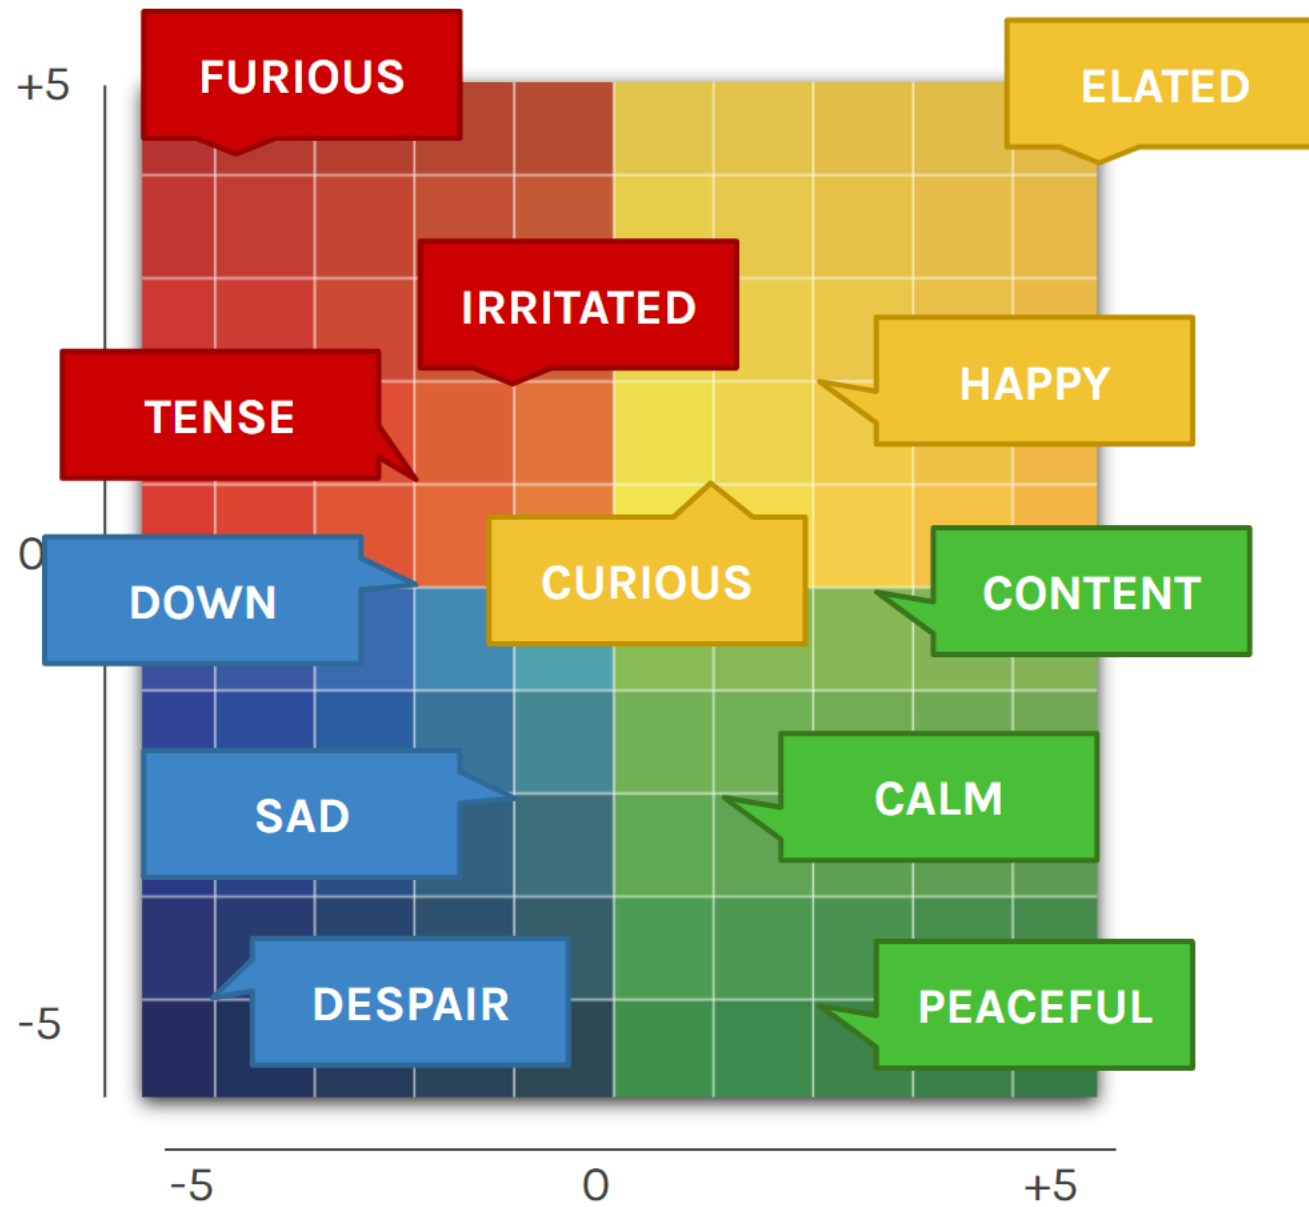 FURIOUS
+5
ELATED
IRRITATED
HAPPY
TENSE
0
CURIOUS
CONTENT
DOWN
CALM
SAD
DESPAIR
PEACEFUL
-5
-5
0
+5